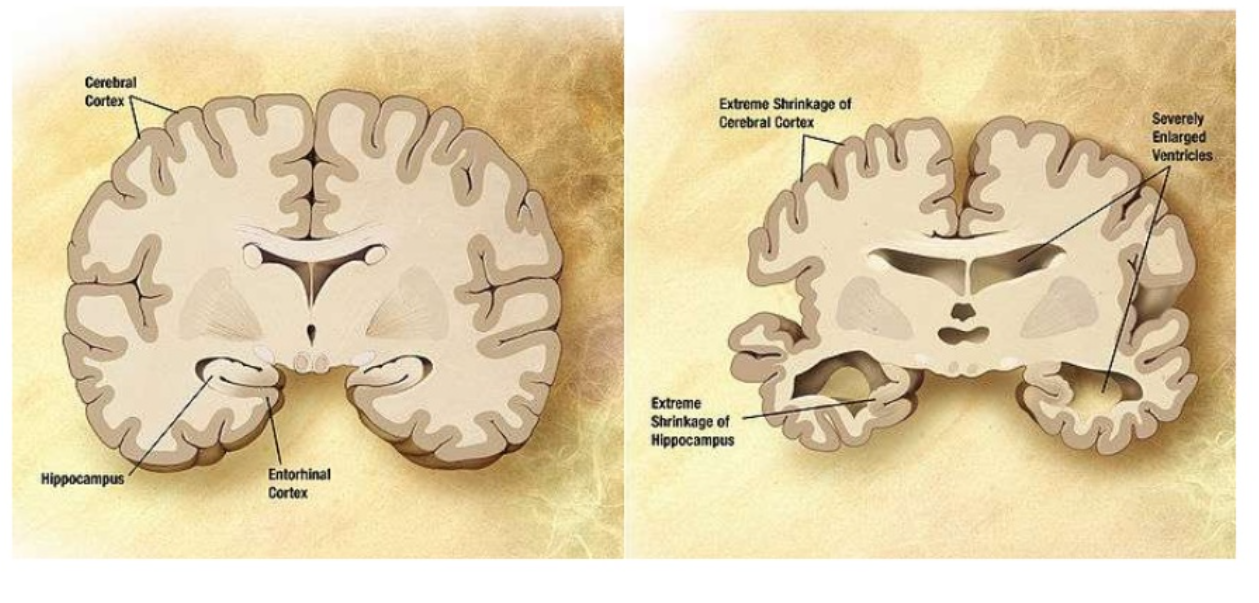 Cerebral
Cortex
Hippocampus
Entorhinal
Cortex
Extreme Shrinkage of
Cerebral Cortex
Severely
Enlarged
Ventricles
Extreme
Shrinkage of
Hippocampus